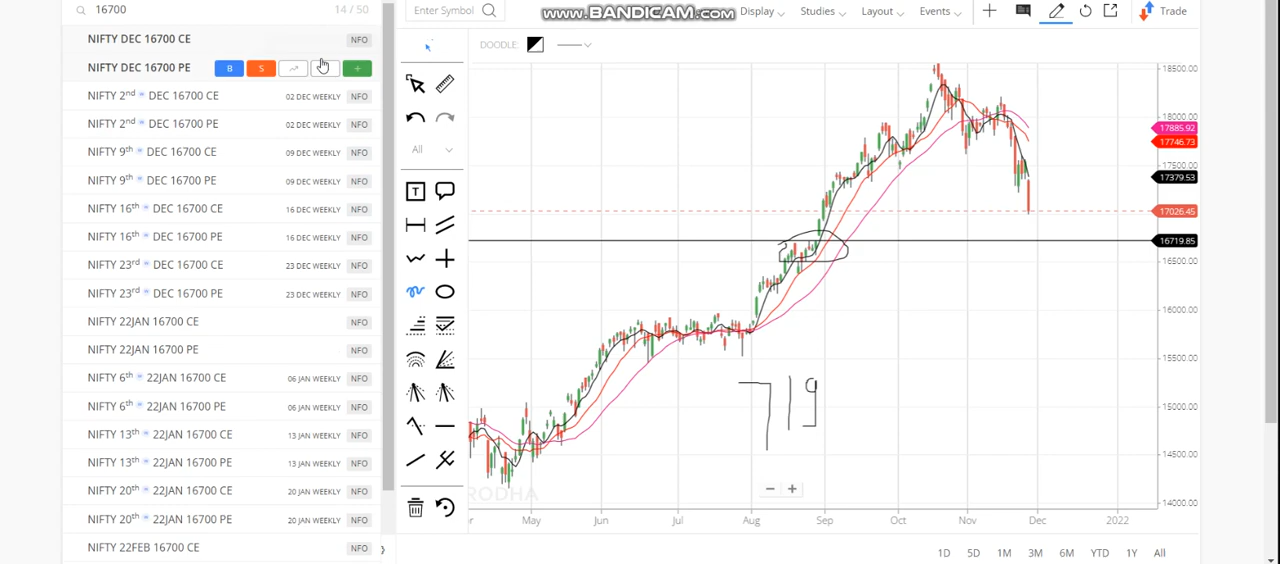 16700
14 / 50
Enter Symbol
www.BANDICAM.com
Display
Studies
Layout
Events
Trade
NIFTY DEC 16700 CE
NFO
NIFTY DEC 16700 PE
B
S
NIFTY 2nd DEC 16700 CE
02 DEC WEEKLY
NFO
NIFTY 2nd DEC 16700 PE
02 DEC WEEKLY
NFO
NIFTY 9th DEC 16700 CE
09 DEC WEEKLY
NFO
NIFTY 9th DEC 16700 PE
09 DEC WEEKLY
NFO
NIFTY 16th DEC 16700 CE
16 DEC WEEKLY
NFO
NIFTY 16th DEC 16700 PE
16 DEC WEEKLY
NFO
NIFTY 23rd DEC 16700 CE
23 DEC WEEKLY
NFO
NIFTY 23rd DEC 16700 PE
23 DEC WEEKLY
NFO
NIFTY 22JAN 16700 CE
NFO
NIFTY 22JAN 16700 PE
NFO
NIFTY 6th 22JAN 16700 CE
06 JAN WEEKLY
NFO
NIFTY 6th 22JAN 16700 PE
06 JAN WEEKLY
NFO
NIFTY 13th 22JAN 16700 CE
13 JAN WEEKLY
NFO
NIFTY 13th 22JAN 16700 PE
13 JAN WEEKLY
NFO
NIFTY 20th 22JAN 16700 CE
20 JAN WEEKLY
NFO
NIFTY 20th 22JAN 16700 PE
20 JAN WEEKLY
NFO
NIFTY 22FEB 16700 CE
NFO
DOODLE:
All
T
719
RODHA
18500.00
18000.00
17885.92
17746.73
17500.00
17379.53
17026.45
16719.85
16500.00
16000.00
15500.00
15000.00
14500.00
14000.00
May
Jun
Jul
Aug
Sep
Oct
Nov
Dec
2022
1D
5D
1M
3M
6M
YTD
1Y
All